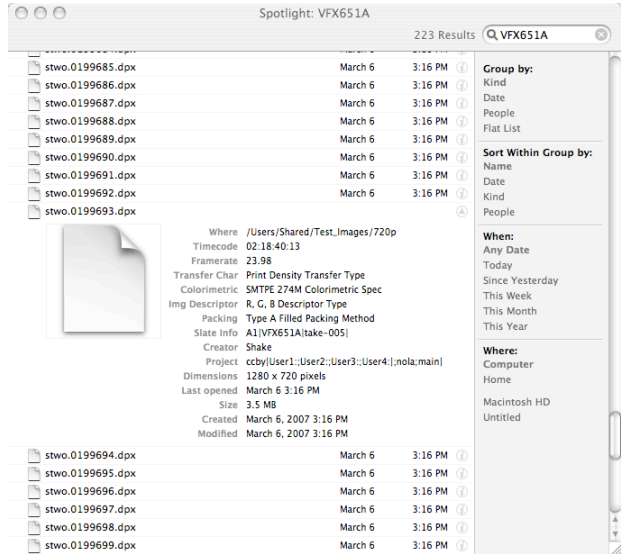 Spotlight: VFX651A
223 Results VFX651A
stwo.0199685.dpx March 6 3:16 PM
stwo.0199686.dpx March 6 3:16 PM
stwo.0199687.dpx March 6 3:16 PM
stwo.0199688.dpx March 6 3:16 PM
stwo.0199689.dpx March 6 3:16 PM
stwo.0199690.dpx March 6 3:16 PM
stwo.0199691.dpx March 6 3:16 PM
stwo.0199692.dpx March 6 3:16 PM
stwo.0199693.dpx
Where /Users/Shared/Test_Images/720p
Timecode 02:18:40:13
Framerate 23.98
Transfer Char Print Density Transfer Type
Colorimetric SMTPE 274M Colorimetric Spec
Img Descriptor R, G, B Descriptor Type
Packing Type A Filled Packing Method
Slate Info A1|VFX651A|take-005|
Creator Shake
Project ccby|User1:;User2:;User3:;User4:|;nola;main|
Dimensions 1280 x 720 pixels
Last opened March 6 3:16 PM
Size 3.5 MB
Created March 6, 2007 3:16 PM
Modified March 6, 2007 3:16 PM
stwo.0199694.dpx March 6 3:16 PM
stwo.0199695.dpx March 6 3:16 PM
stwo.0199696.dpx March 6 3:16 PM
stwo.0199697.dpx March 6 3:16 PM
stwo.0199698.dpx March 6 3:16 PM
stwo.0199699.dpx March 6 3:16 PM
Group by:
Kind
Date
People
Flat List
Sort Within Group by:
Name
Date
Kind
People
When:
Any Date
Today
Since Yesterday
This Week
This Month
This Year
Where:
Computer
Home
Macintosh HD
Untitled